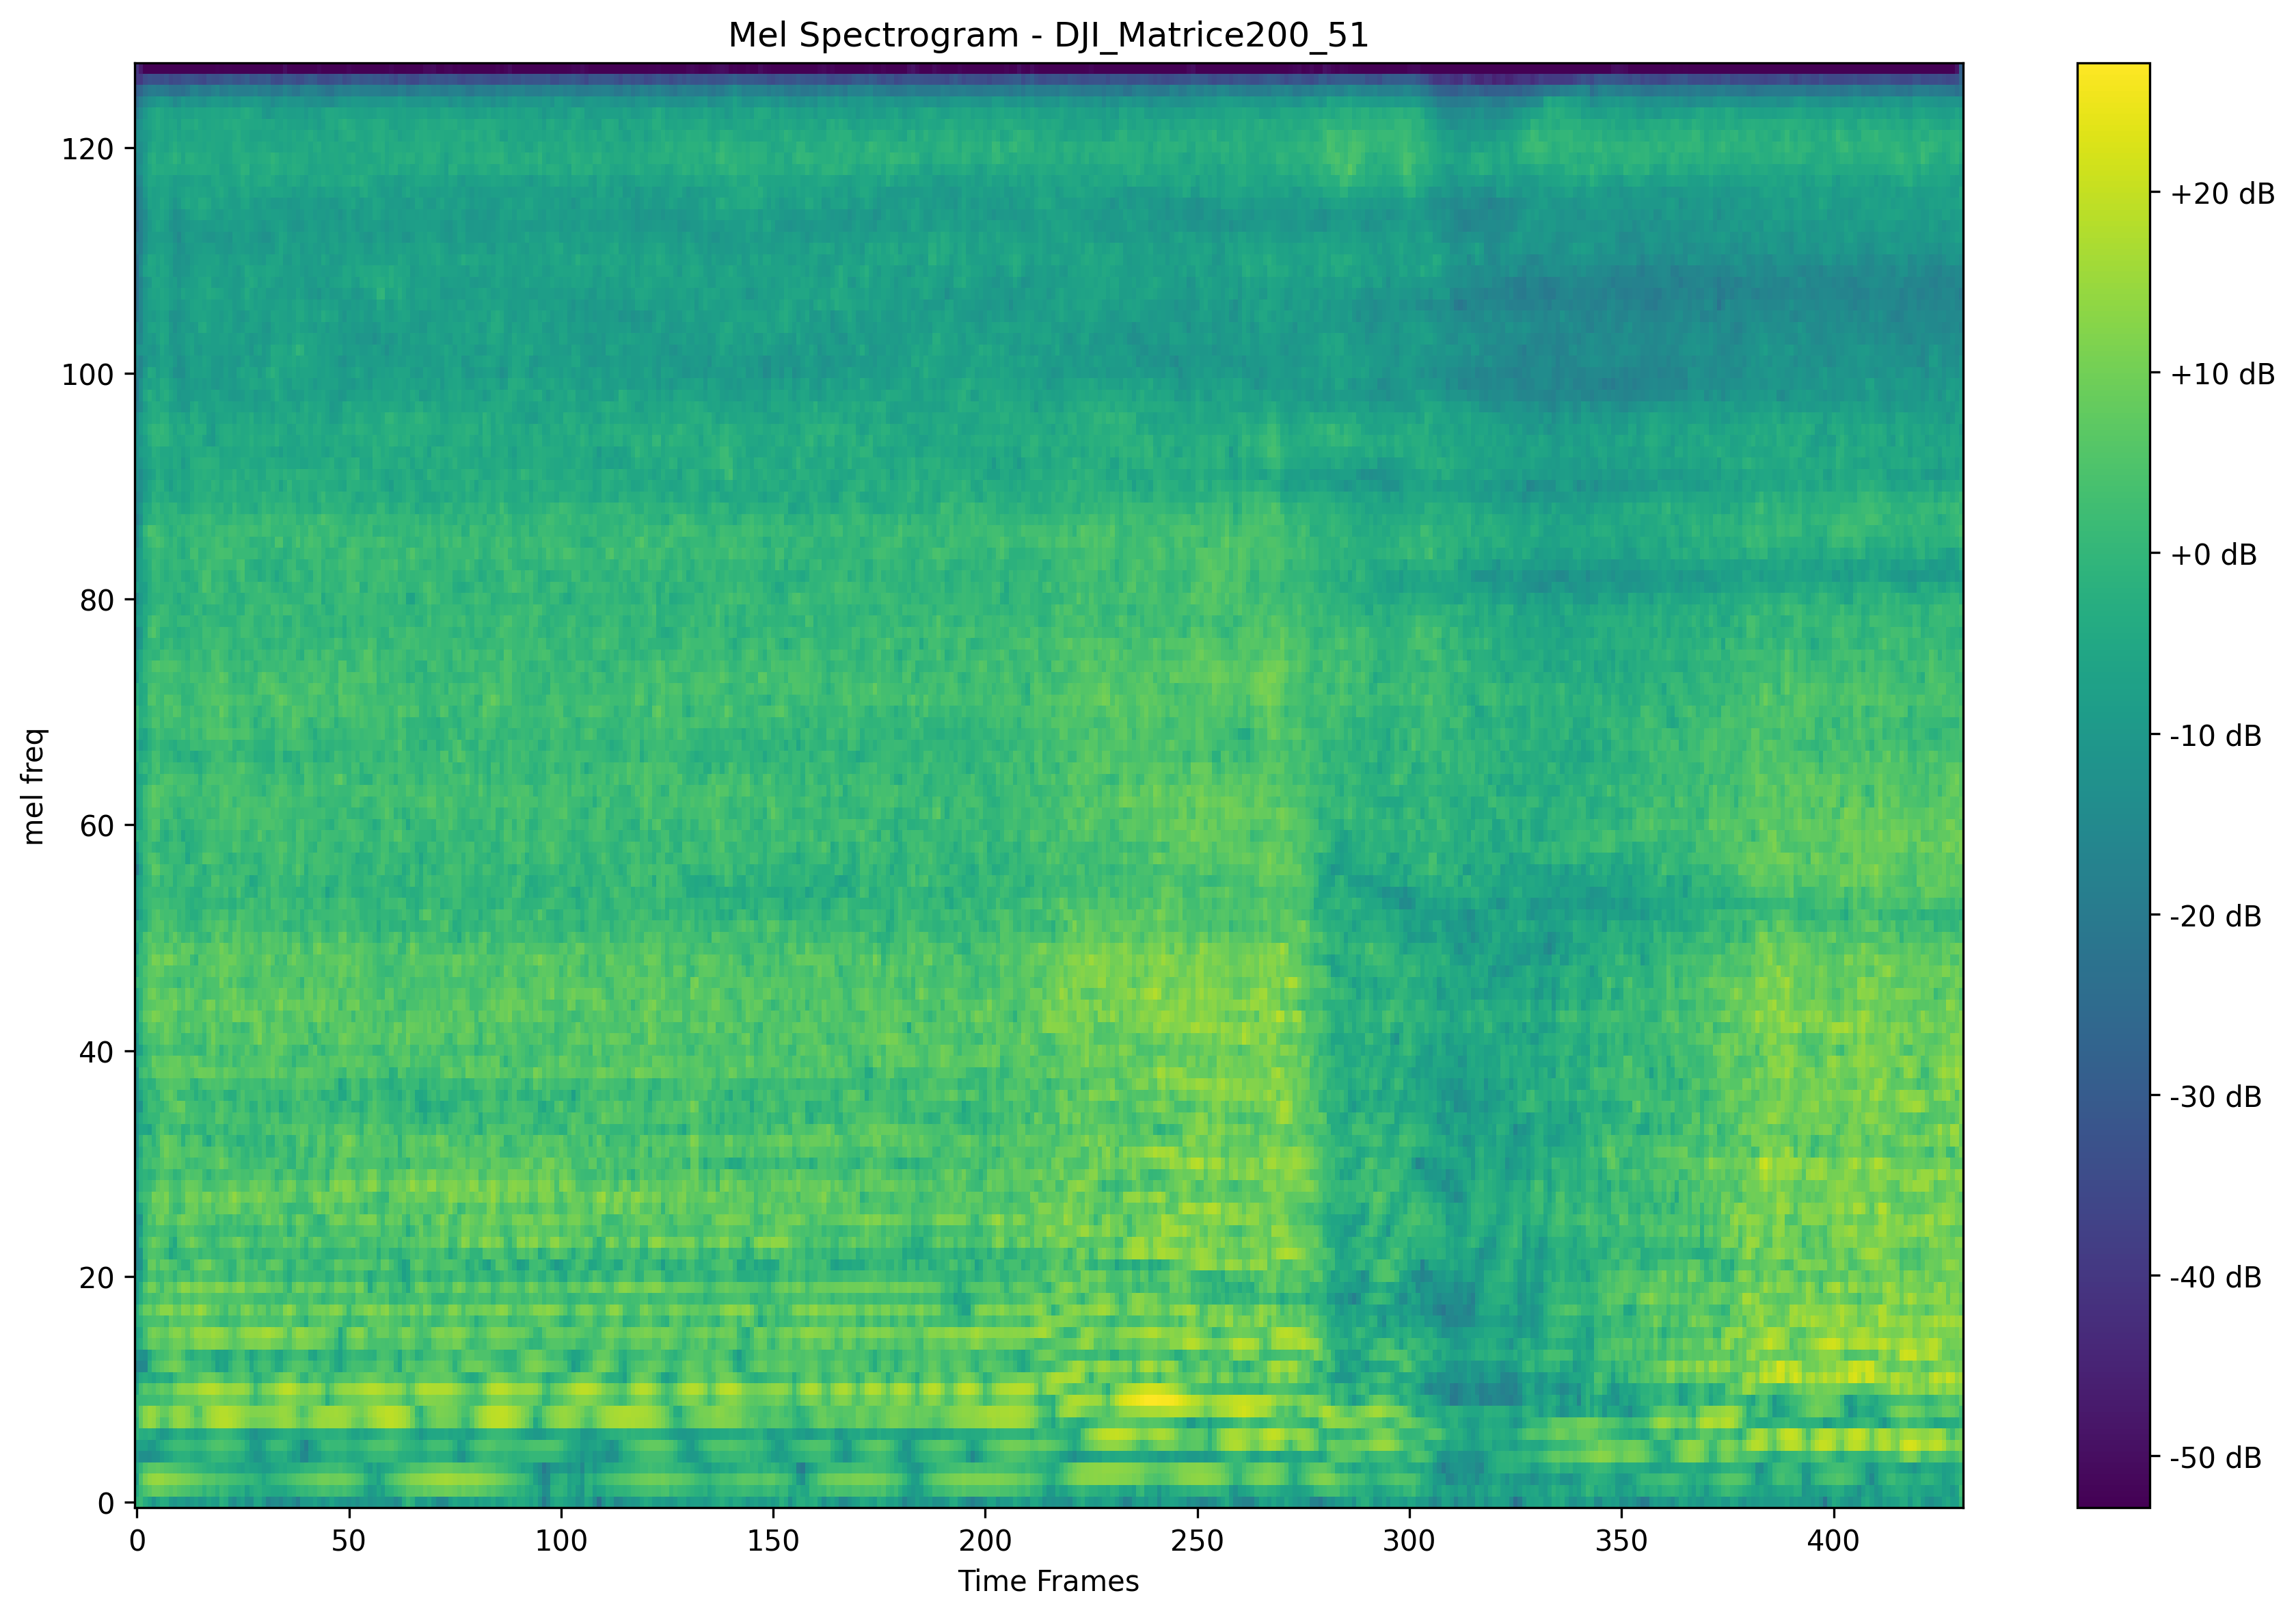 Mel Spectrogram - DJI_Matrice200_51
120
100
80
60
40
20
0
mel freq
0 50 100 150 200 250 300 350 400
Time Frames
+20 dB
+10 dB
+0 dB
-10 dB
-20 dB
-30 dB
-40 dB
-50 dB